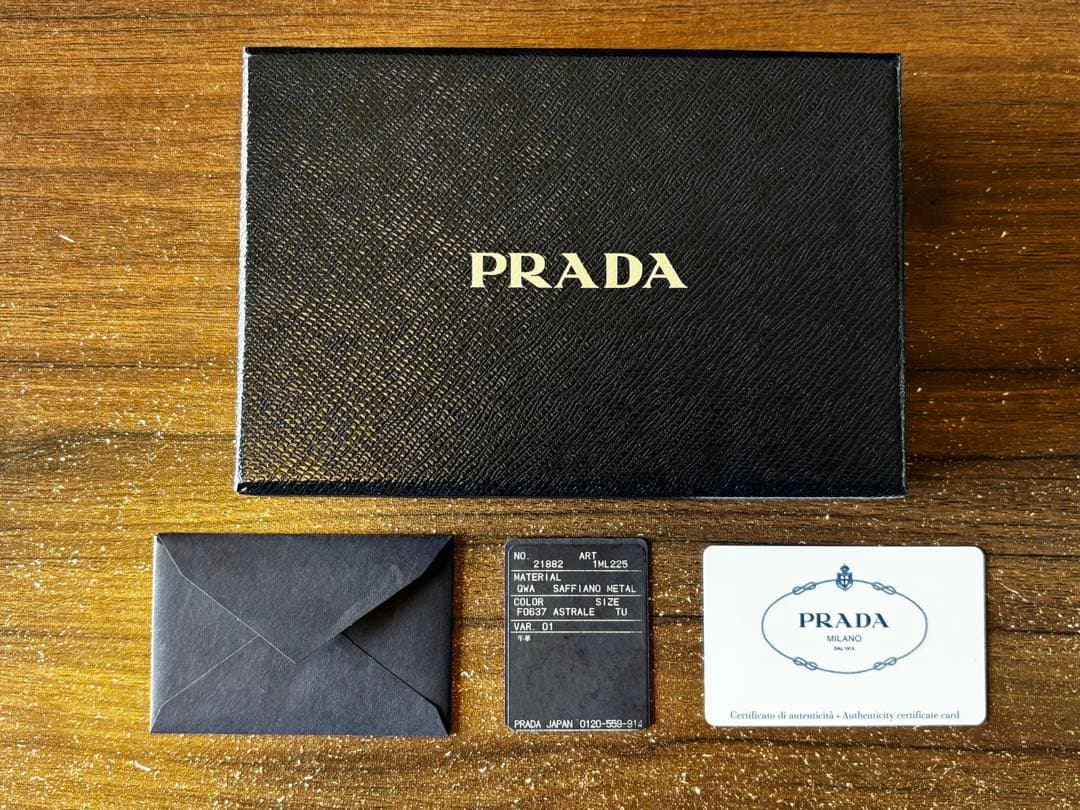 PRADA
NO. ART
21882 1ML225
MATERIAL
QWA SAFFIANO METAL
COLOR SIZE
F0637 ASTRALE TU
VAR. 01
牛革
PRADA JAPAN 0120-559-914
PRADA
MILANO
DAL 1913
Certificato di autenticità • Authenticity certificate card